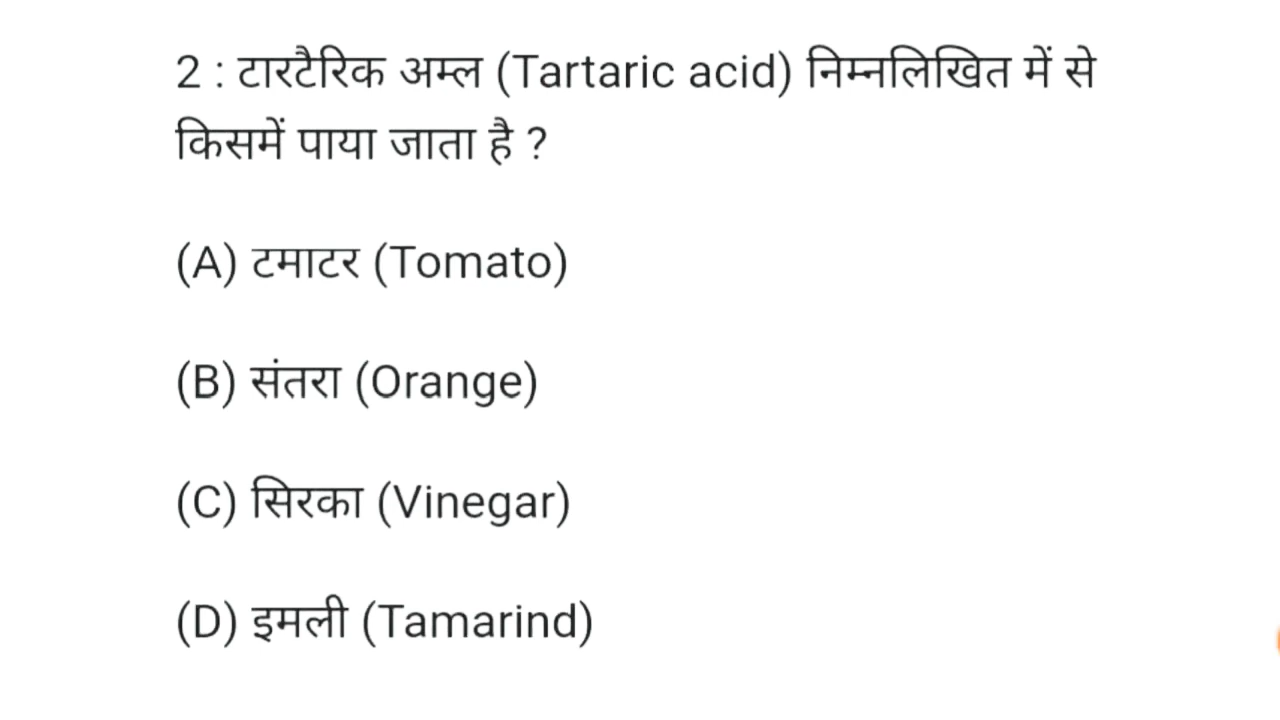 2 : टारटैरिक अम्ल (Tartaric acid) निम्नलिखित में से
किसमें पाया जाता है ?
(A) टमाटर (Tomato)
(B) संतरा (Orange)
(C) सिरका (Vinegar)
(D) इमली (Tamarind)